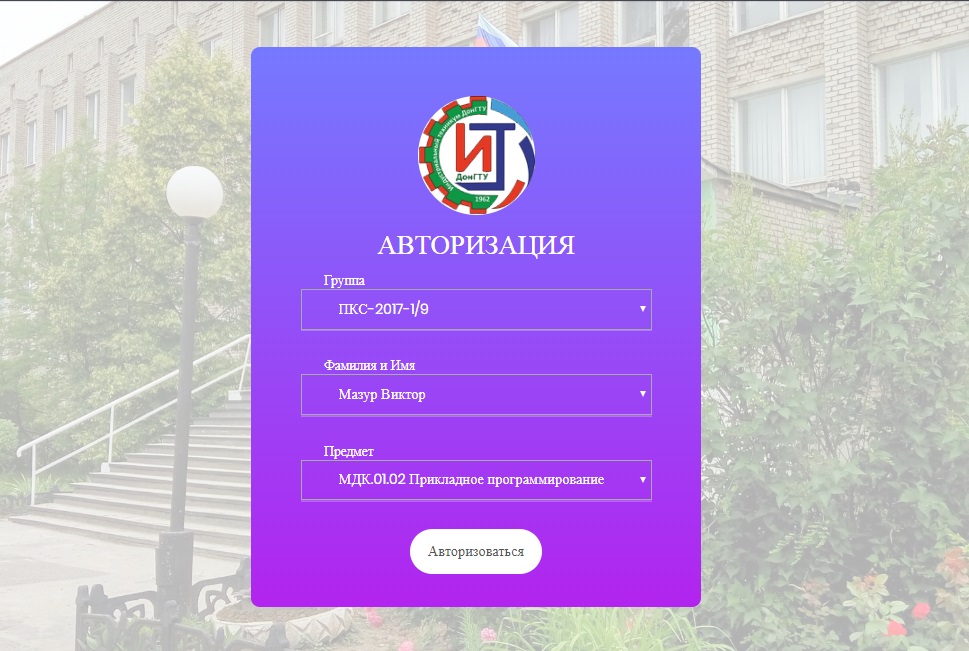 Индустриальный техникум ДонГТУ
ИТ
ДонГТУ
1962
АВТОРИЗАЦИЯ
Группа
ПКС-2017-1/9
Фамилия и Имя
Мазур Виктор
Предмет
МДК.01.02 Прикладное программирование
Авторизоваться